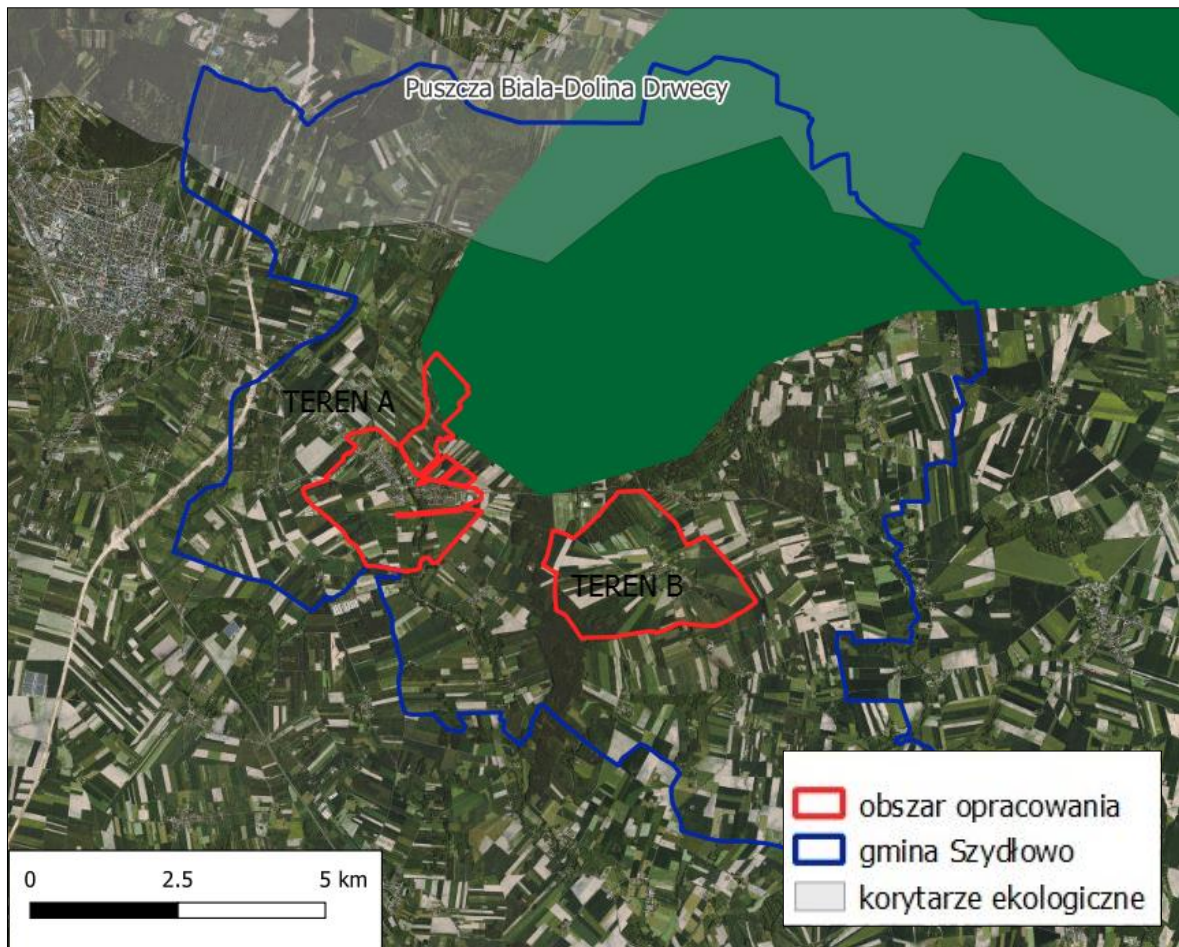 Puszcza Biala-Dolina Drwecy
TEREN A
TEREN B
obszar opracowania
gmina Szydłowo
korytarze ekologiczne
0 2.5 5 km